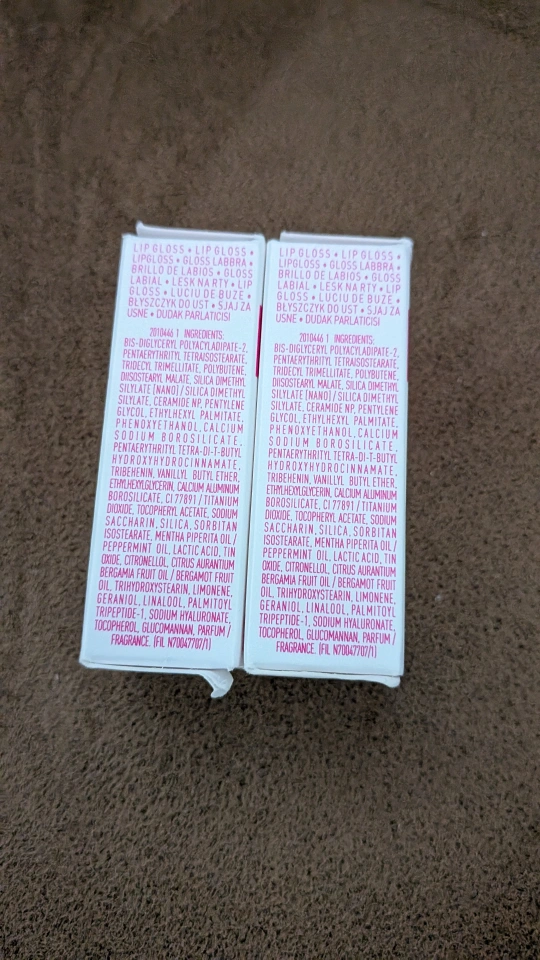 LIP GLOSS • LIP GLOSS •
LIPGLOSS • GLOSS LABBRA •
BRILLO DE LABIOS • GLOSS
LABIAL • LESK NA RTY • LIP
GLOSS • LUCIU DE BUZE •
BŁYSZCZYK DO UST • SJAJ ZA
USNE • DUDAK PARLATICISI
2010446 1 INGREDIENTS:
BIS-DIGLYCERYL POLYACYLADIPATE-2,
PENTAERYTHRITYL TETRAISOSTEARATE,
TRIDECYL TRIMELLITATE, POLYBUTENE,
DIISOSTEARYL MALATE, SILICA DIMETHYL
SILYLATE [NANO] / SILICA DIMETHYL
SILYLATE, CERAMIDE NP, PENTYLENE
GLYCOL, ETHYLHEXYL PALMITATE,
PHENOXYETHANOL, CALCIUM
SODIUM BOROSILICATE,
PENTAERYTHRITYL TETRA-DI-T-BUTYL
HYDROXYHYDROCINNAMATE,
TRIBEHENIN, VANILLYL BUTYL ETHER,
ETHYLHEXYLGLYCERIN, CALCIUM ALUMINUM
BOROSILICATE, CI 77891 / TITANIUM
DIOXIDE, TOCOPHERYL ACETATE, SODIUM
SACCHARIN, SILICA, SORBITAN
ISOSTEARATE, MENTHA PIPERITA OIL /
PEPPERMINT OIL, LACTIC ACID, TIN
OXIDE, CITRONELLOL, CITRUS AURANTIUM
BERGAMIA FRUIT OIL / BERGAMOT FRUIT
OIL, TRIHYDROXYSTEARIN, LIMONENE,
GERANIOL, LINALOOL, PALMITOYL
TRIPEPTIDE-1, SODIUM HYALURONATE,
TOCOPHEROL, GLUCOMANNAN, PARFUM /
FRAGRANCE. (FIL N70047707/1)
LIP GLOSS • LIP GLOSS •
LIPGLOSS • GLOSS LABBRA •
BRILLO DE LABIOS • GLOSS
LABIAL • LESK NA RTY • LIP
GLOSS • LUCIU DE BUZE •
BŁYSZCZYK DO UST • SJAJ ZA
USNE • DUDAK PARLATICISI
2010446 1 INGREDIENTS:
BIS-DIGLYCERYL POLYACYLADIPATE-2,
PENTAERYTHRITYL TETRAISOSTEARATE,
TRIDECYL TRIMELLITATE, POLYBUTENE,
DIISOSTEARYL MALATE, SILICA DIMETHYL
SILYLATE [NANO] / SILICA DIMETHYL
SILYLATE, CERAMIDE NP, PENTYLENE
GLYCOL, ETHYLHEXYL PALMITATE,
PHENOXYETHANOL, CALCIUM
SODIUM BOROSILICATE,
PENTAERYTHRITYL TETRA-DI-T-BUTYL
HYDROXYHYDROCINNAMATE,
TRIBEHENIN, VANILLYL BUTYL ETHER,
ETHYLHEXYLGLYCERIN, CALCIUM ALUMINUM
BOROSILICATE, CI 77891 / TITANIUM
DIOXIDE, TOCOPHERYL ACETATE, SODIUM
SACCHARIN, SILICA, SORBITAN
ISOSTEARATE, MENTHA PIPERITA OIL /
PEPPERMINT OIL, LACTIC ACID, TIN
OXIDE, CITRONELLOL, CITRUS AURANTIUM
BERGAMIA FRUIT OIL / BERGAMOT FRUIT
OIL, TRIHYDROXYSTEARIN, LIMONENE,
GERANIOL, LINALOOL, PALMITOYL
TRIPEPTIDE-1, SODIUM HYALURONATE,
TOCOPHEROL, GLUCOMANNAN, PARFUM /
FRAGRANCE. (FIL N70047707/1)